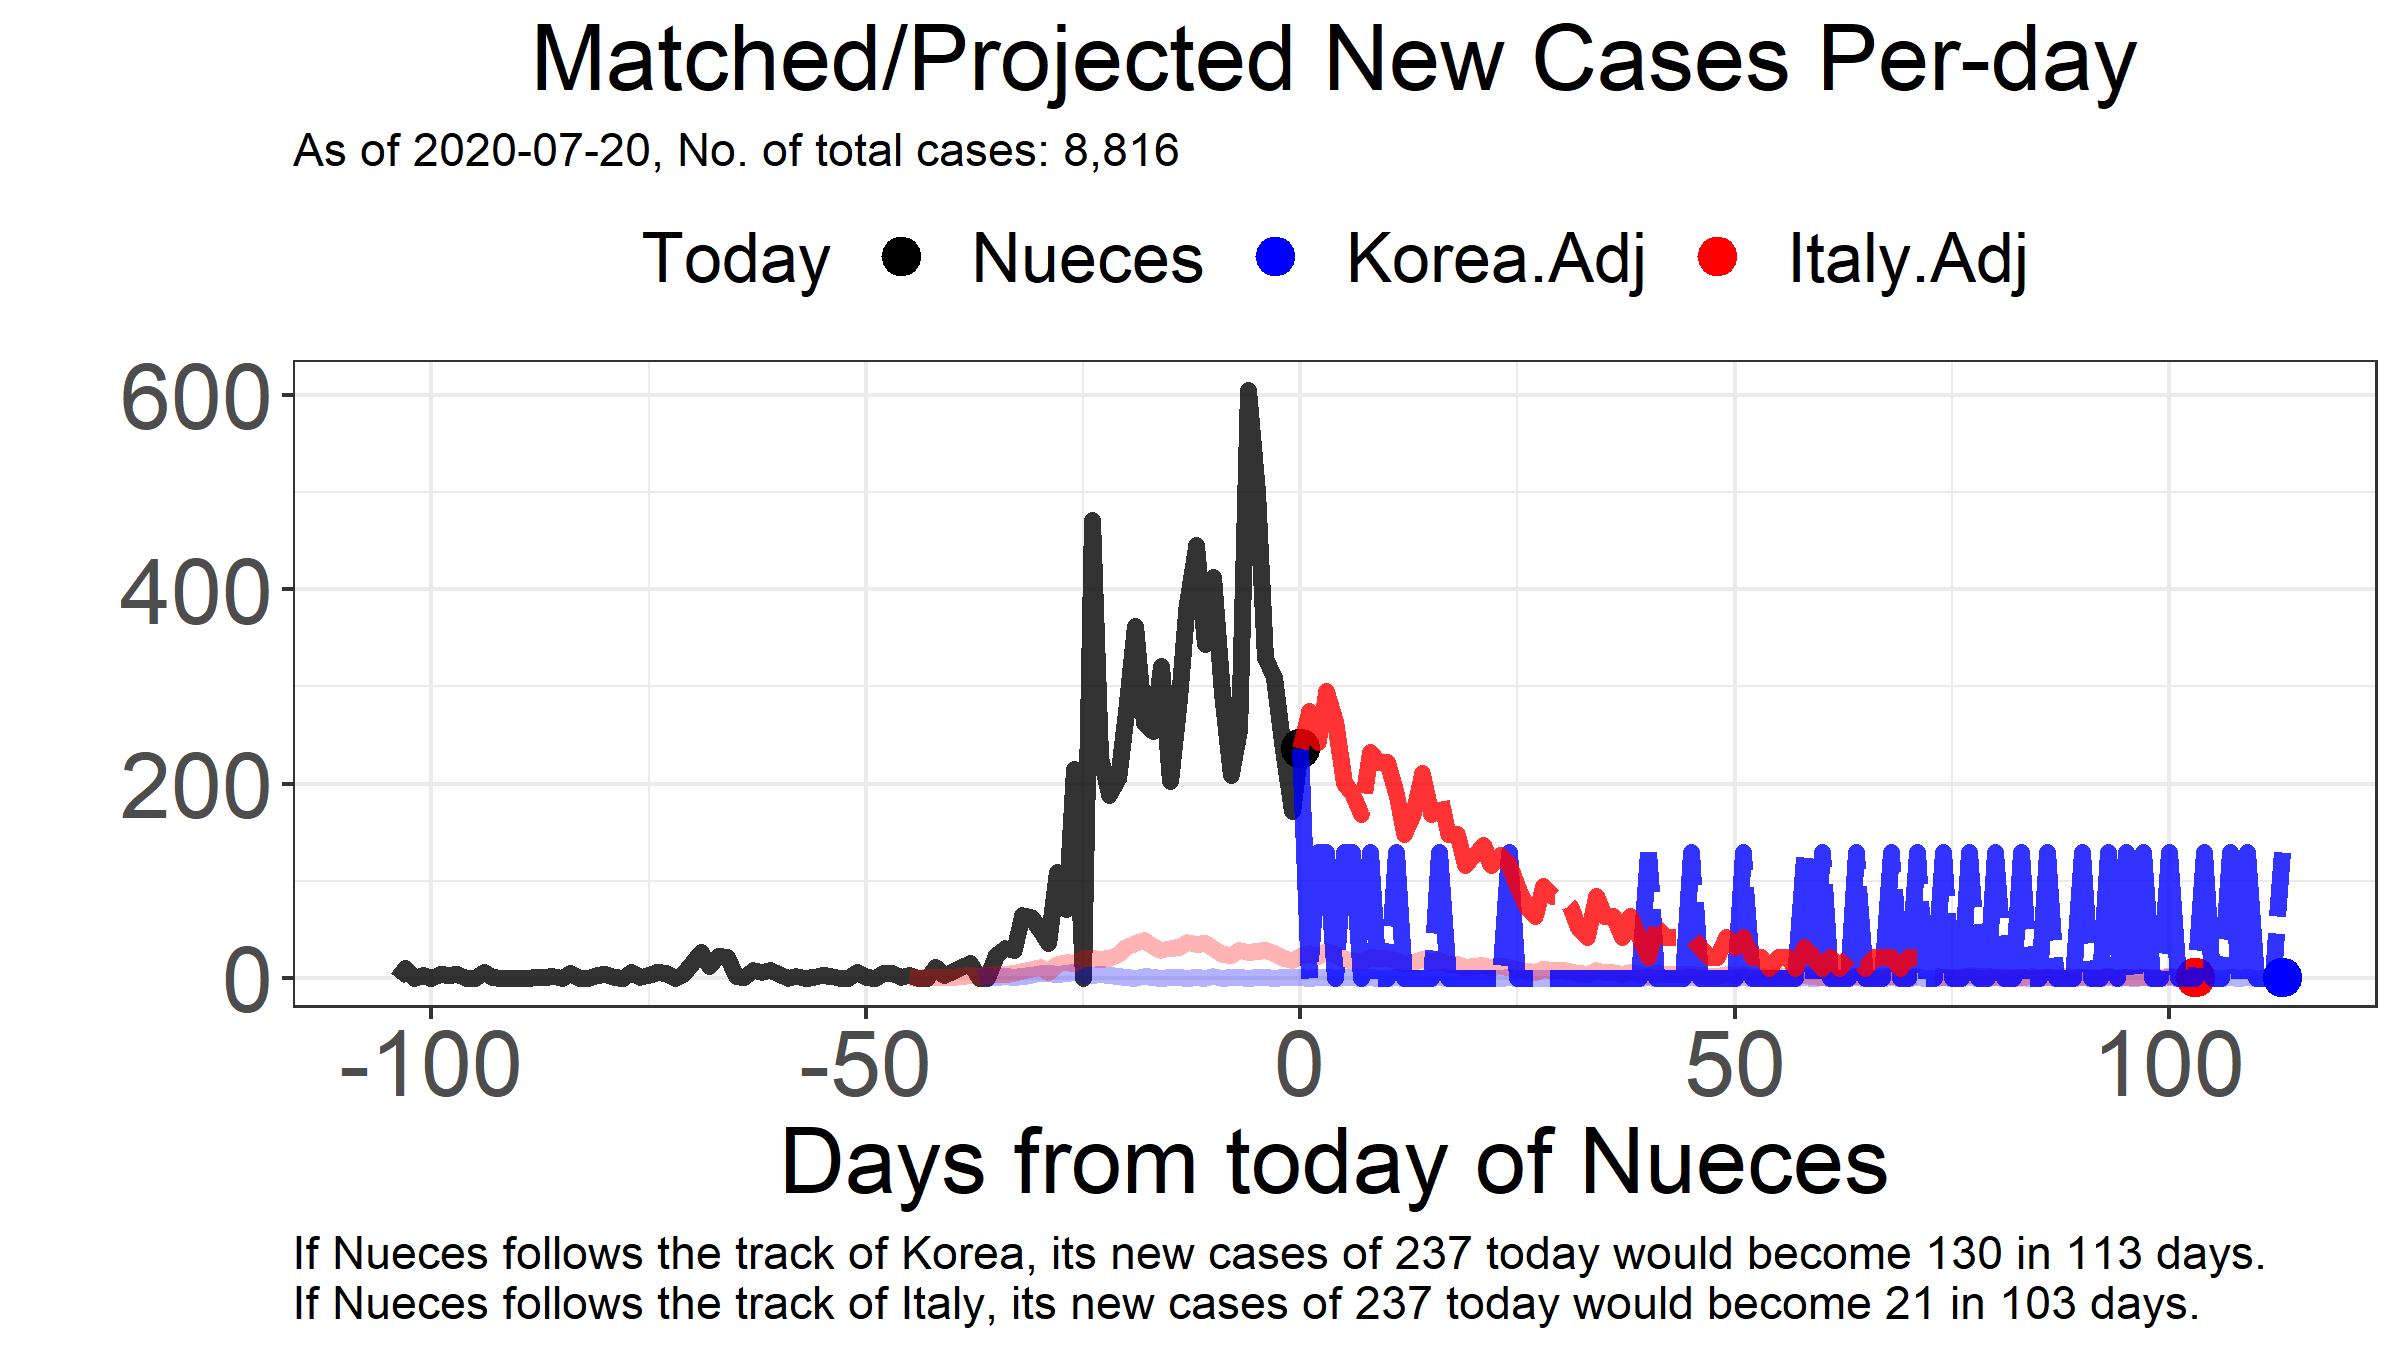 Matched/Projected New Cases Per-day
As of 2020-07-20, No. of total cases: 8,816
Today Nueces Korea.Adj Italy.Adj
600
400
200
0
-100 -50 0 50 100
Days from today of Nueces
If Nueces follows the track of Korea, its new cases of 237 today would become 130 in 113 days.
If Nueces follows the track of Italy, its new cases of 237 today would become 21 in 103 days.